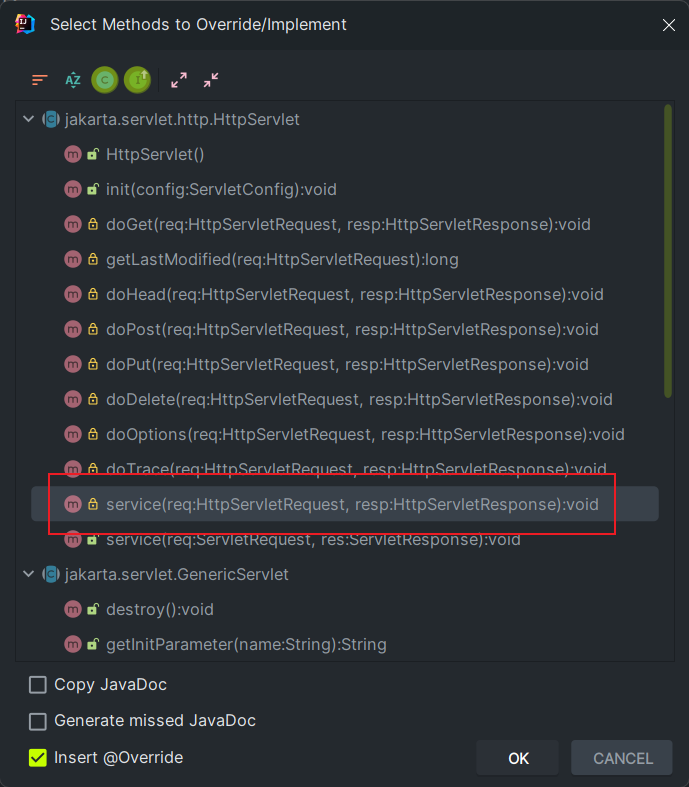 Select Methods to Override/Implement
jakarta.servlet.http.HttpServlet
HttpServlet()
init(config:ServletConfig):void
doGet(req:HttpServletRequest, resp:HttpServletResponse):void
getLastModified(req:HttpServletRequest):long
doHead(req:HttpServletRequest, resp:HttpServletResponse):void
doPost(req:HttpServletRequest, resp:HttpServletResponse):void
doPut(req:HttpServletRequest, resp:HttpServletResponse):void
doDelete(req:HttpServletRequest, resp:HttpServletResponse):void
doOptions(req:HttpServletRequest, resp:HttpServletResponse):void
doTrace(req:HttpServletRequest, resp:HttpServletResponse):void
service(req:HttpServletRequest, resp:HttpServletResponse):void
service(req:ServletRequest, res:ServletResponse):void
jakarta.servlet.GenericServlet
destroy():void
getInitParameter(name:String):String
Copy JavaDoc
Generate missed JavaDoc
Insert @Override
OK CANCEL